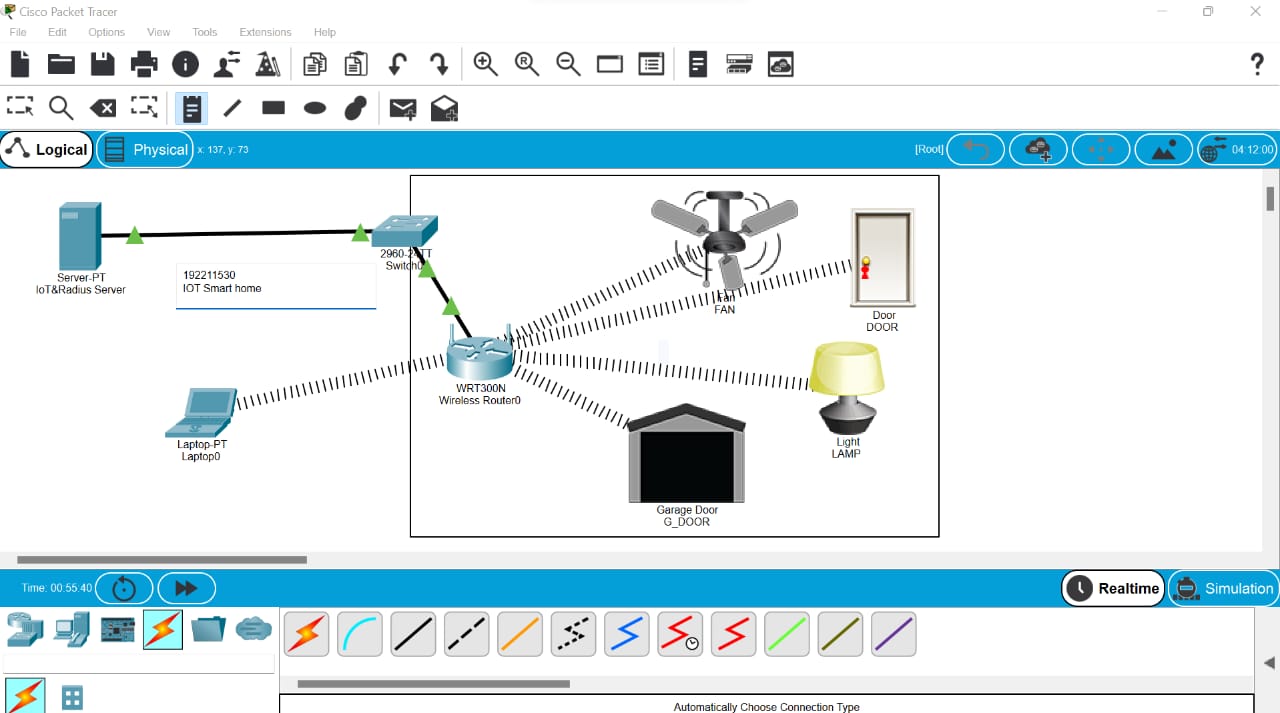 Cisco Packet Tracer
File Edit Options View Tools Extensions Help
Logical Physical x: 137, y: 73 [Root] 04:12:00
Server-PT
IoT&Radius Server
192211530
IOT Smart home
2960-24TT
Switch0
WRT300N
Wireless Router0
Laptop-PT
Laptop0
Fan
FAN
Door
DOOR
Light
LAMP
Garage Door
G_DOOR
Time: 00:55:40 Realtime Simulation
Automatically Choose Connection Type